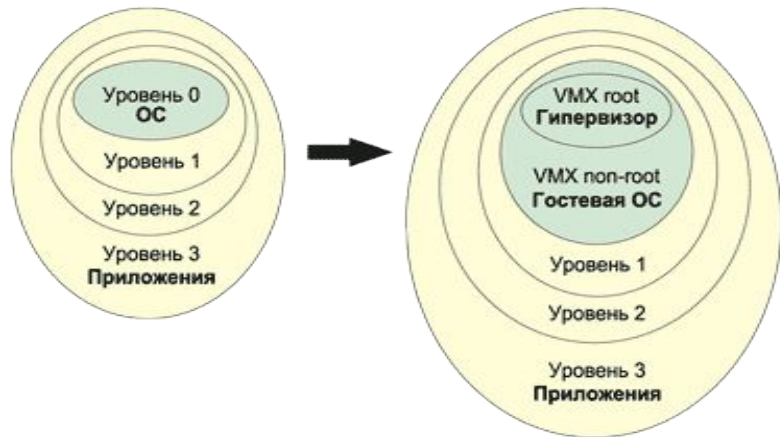 Уровень 0
ОС
Уровень 1
Уровень 2
Уровень 3
Приложения
VMX root
Гипервизор
VMX non-root
Гостевая ОС
Уровень 1
Уровень 2
Уровень 3
Приложения